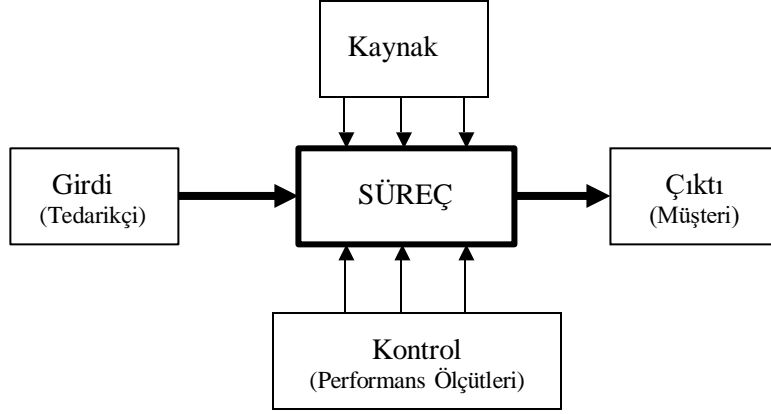 Kaynak
Girdi
(Tedarikçi)
SÜREÇ
Çıktı
(Müşteri)
Kontrol
(Performans Ölçütleri)